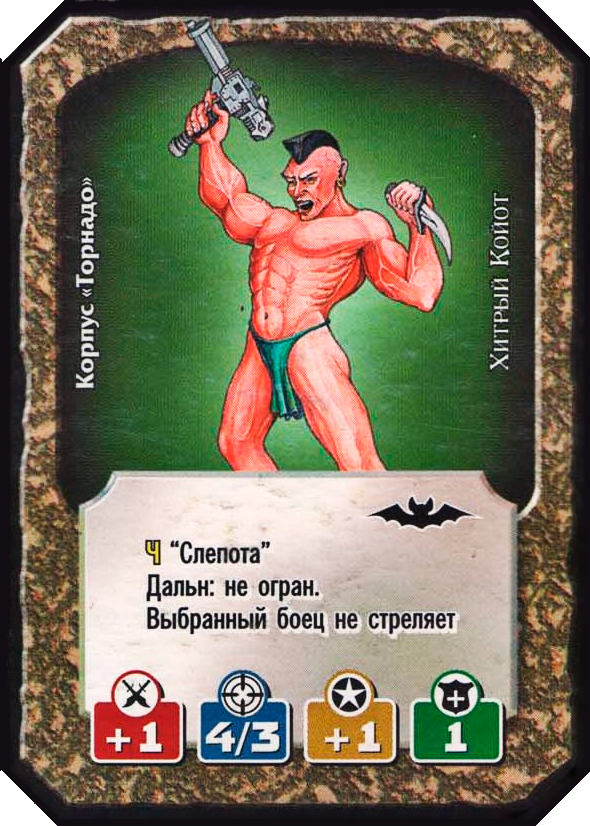 Корпус «Торнадо»
Хитрый Койот
Ч “Слепота”
Дальн: не огран.
Выбранный боец не стреляет
+1
4/3
+1
1